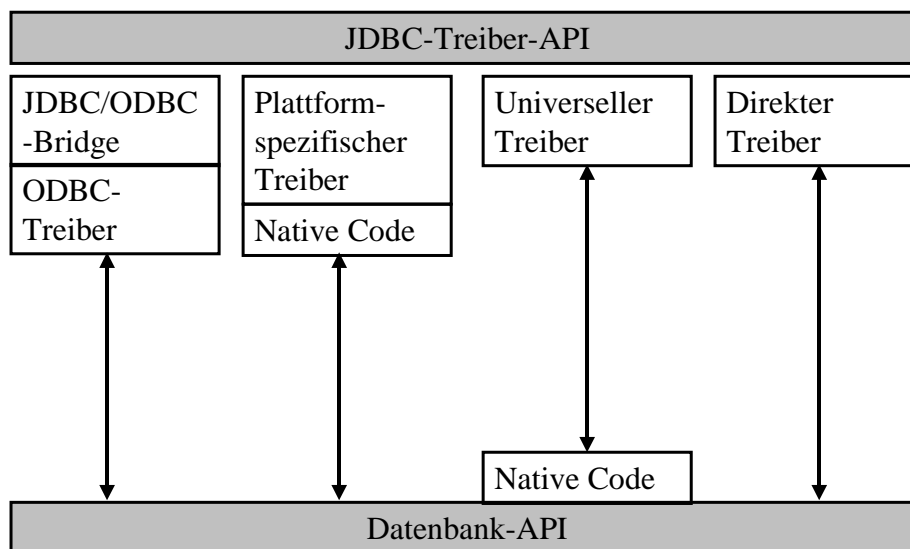 JDBC-Treiber-API
JDBC/ODBC
-Bridge
ODBC-
Treiber
Plattform-
spezifischer
Treiber
Native Code
Universeller
Treiber
Native Code
Direkter
Treiber
Datenbank-API